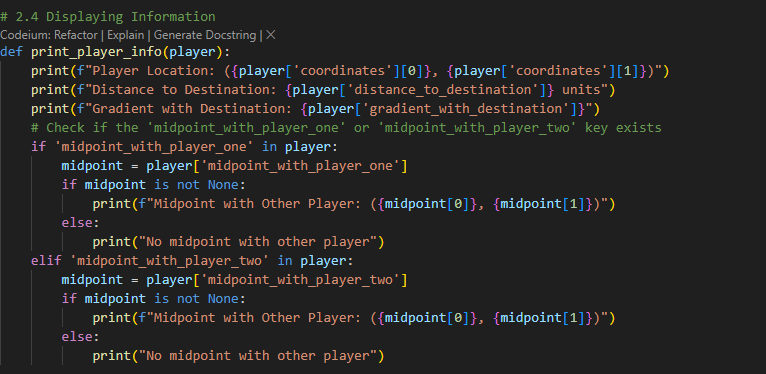 # 2.4 Displaying Information
Codeium: Refactor | Explain | Generate Docstring | ✕
def print_player_info(player):
    print(f"Player Location: ({player['coordinates'][0]}, {player['coordinates'][1]})")
    print(f"Distance to Destination: {player['distance_to_destination']} units")
    print(f"Gradient with Destination: {player['gradient_with_destination']}")
    # Check if the 'midpoint_with_player_one' or 'midpoint_with_player_two' key exists
    if 'midpoint_with_player_one' in player:
        midpoint = player['midpoint_with_player_one']
        if midpoint is not None:
            print(f"Midpoint with Other Player: ({midpoint[0]}, {midpoint[1]})")
        else:
            print("No midpoint with other player")
    elif 'midpoint_with_player_two' in player:
        midpoint = player['midpoint_with_player_two']
        if midpoint is not None:
            print(f"Midpoint with Other Player: ({midpoint[0]}, {midpoint[1]})")
        else:
            print("No midpoint with other player")